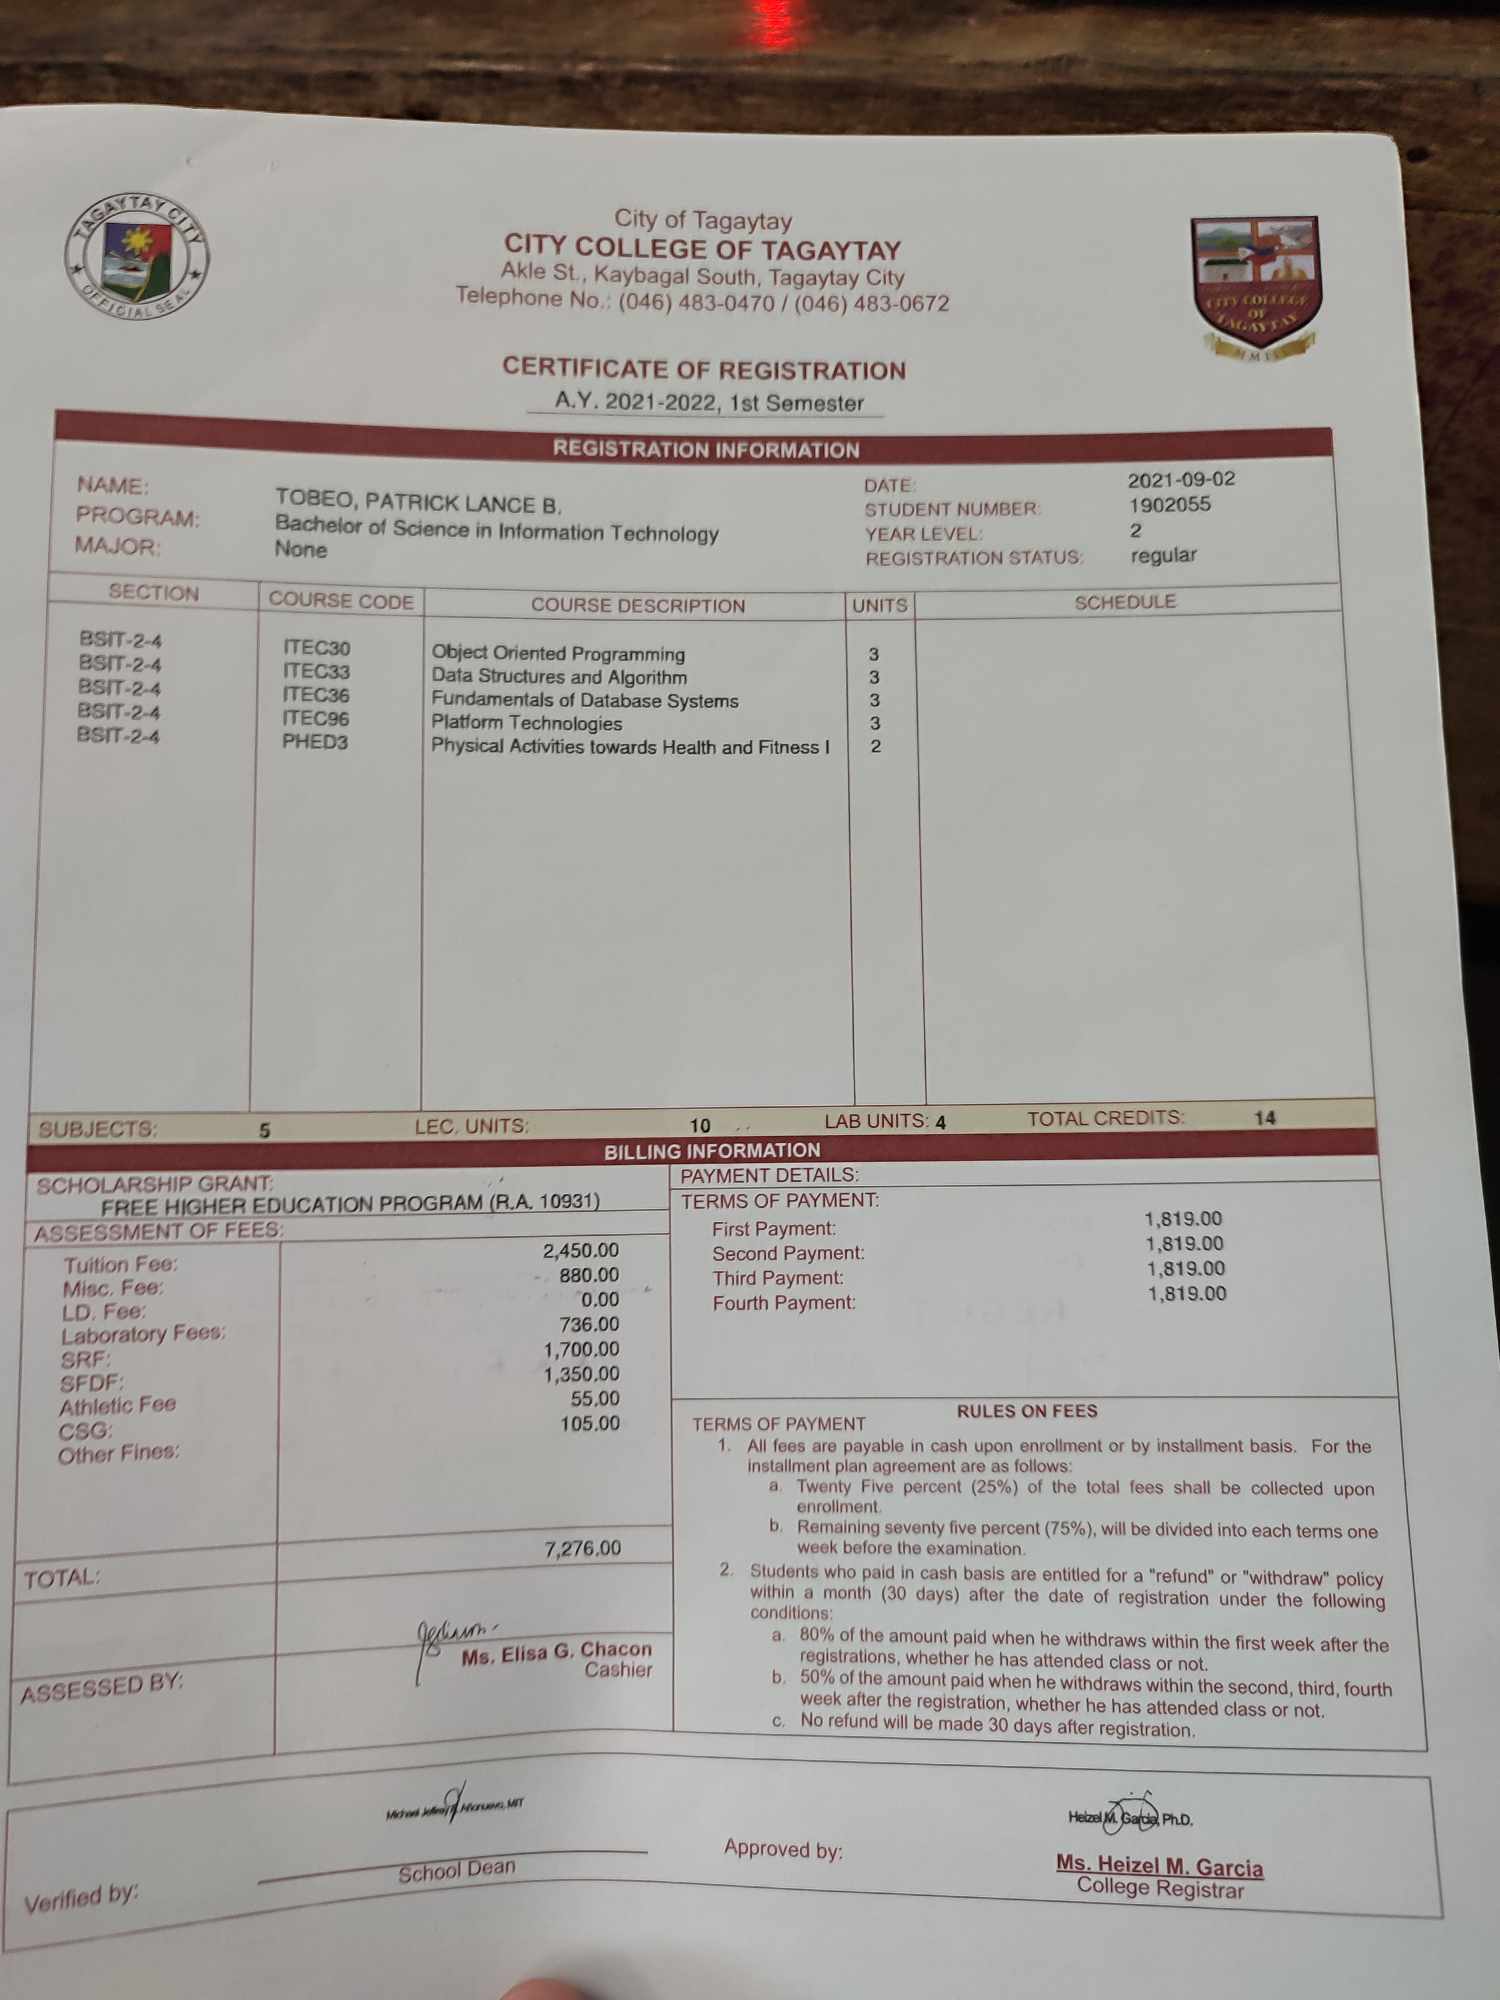 TAGAYTAY CITY
OFFICIAL SEAL
City of Tagaytay
CITY COLLEGE OF TAGAYTAY
Akle St., Kaybagal South, Tagaytay City
Telephone No.: (046) 483-0470 / (046) 483-0672
CITY COLLEGE
OF
TAGAYTAY
CERTIFICATE OF REGISTRATION
A.Y. 2021-2022, 1st Semester
REGISTRATION INFORMATION
NAME: TOBEO, PATRICK LANCE B.
PROGRAM: Bachelor of Science in Information Technology
MAJOR: None
DATE: 2021-09-02
STUDENT NUMBER: 1902055
YEAR LEVEL: 2
REGISTRATION STATUS: regular
SECTION COURSE CODE COURSE DESCRIPTION UNITS SCHEDULE
BSIT-2-4 ITEC30 Object Oriented Programming 3
BSIT-2-4 ITEC33 Data Structures and Algorithm 3
BSIT-2-4 ITEC36 Fundamentals of Database Systems 3
BSIT-2-4 ITEC96 Platform Technologies 3
BSIT-2-4 PHED3 Physical Activities towards Health and Fitness I 2
SUBJECTS: 5 LEC. UNITS: 10 LAB UNITS: 4 TOTAL CREDITS: 14
BILLING INFORMATION
SCHOLARSHIP GRANT:
FREE HIGHER EDUCATION PROGRAM (R.A. 10931)
ASSESSMENT OF FEES:
Tuition Fee: 2,450.00
Misc. Fee: 880.00
LD. Fee: 0.00
Laboratory Fees: 736.00
SRF: 1,700.00
SFDF: 1,350.00
Athletic Fee 55.00
CSG: 105.00
Other Fines:
TOTAL: 7,276.00
ASSESSED BY:
Ms. Elisa G. Chacon
Cashier
PAYMENT DETAILS:
TERMS OF PAYMENT:
First Payment: 1,819.00
Second Payment: 1,819.00
Third Payment: 1,819.00
Fourth Payment: 1,819.00
RULES ON FEES
TERMS OF PAYMENT
1. All fees are payable in cash upon enrollment or by installment basis. For the
installment plan agreement are as follows:
a. Twenty Five percent (25%) of the total fees shall be collected upon
enrollment.
b. Remaining seventy five percent (75%), will be divided into each terms one
week before the examination.
2. Students who paid in cash basis are entitled for a "refund" or "withdraw" policy
within a month (30 days) after the date of registration under the following
conditions:
a. 80% of the amount paid when he withdraws within the first week after the
registrations, whether he has attended class or not.
b. 50% of the amount paid when he withdraws within the second, third, fourth
week after the registration, whether he has attended class or not.
c. No refund will be made 30 days after registration.
Verified by:
MIT
School Dean
Approved by:
Heizel M. Garcia, Ph.D.
Ms. Heizel M. Garcia
College Registrar